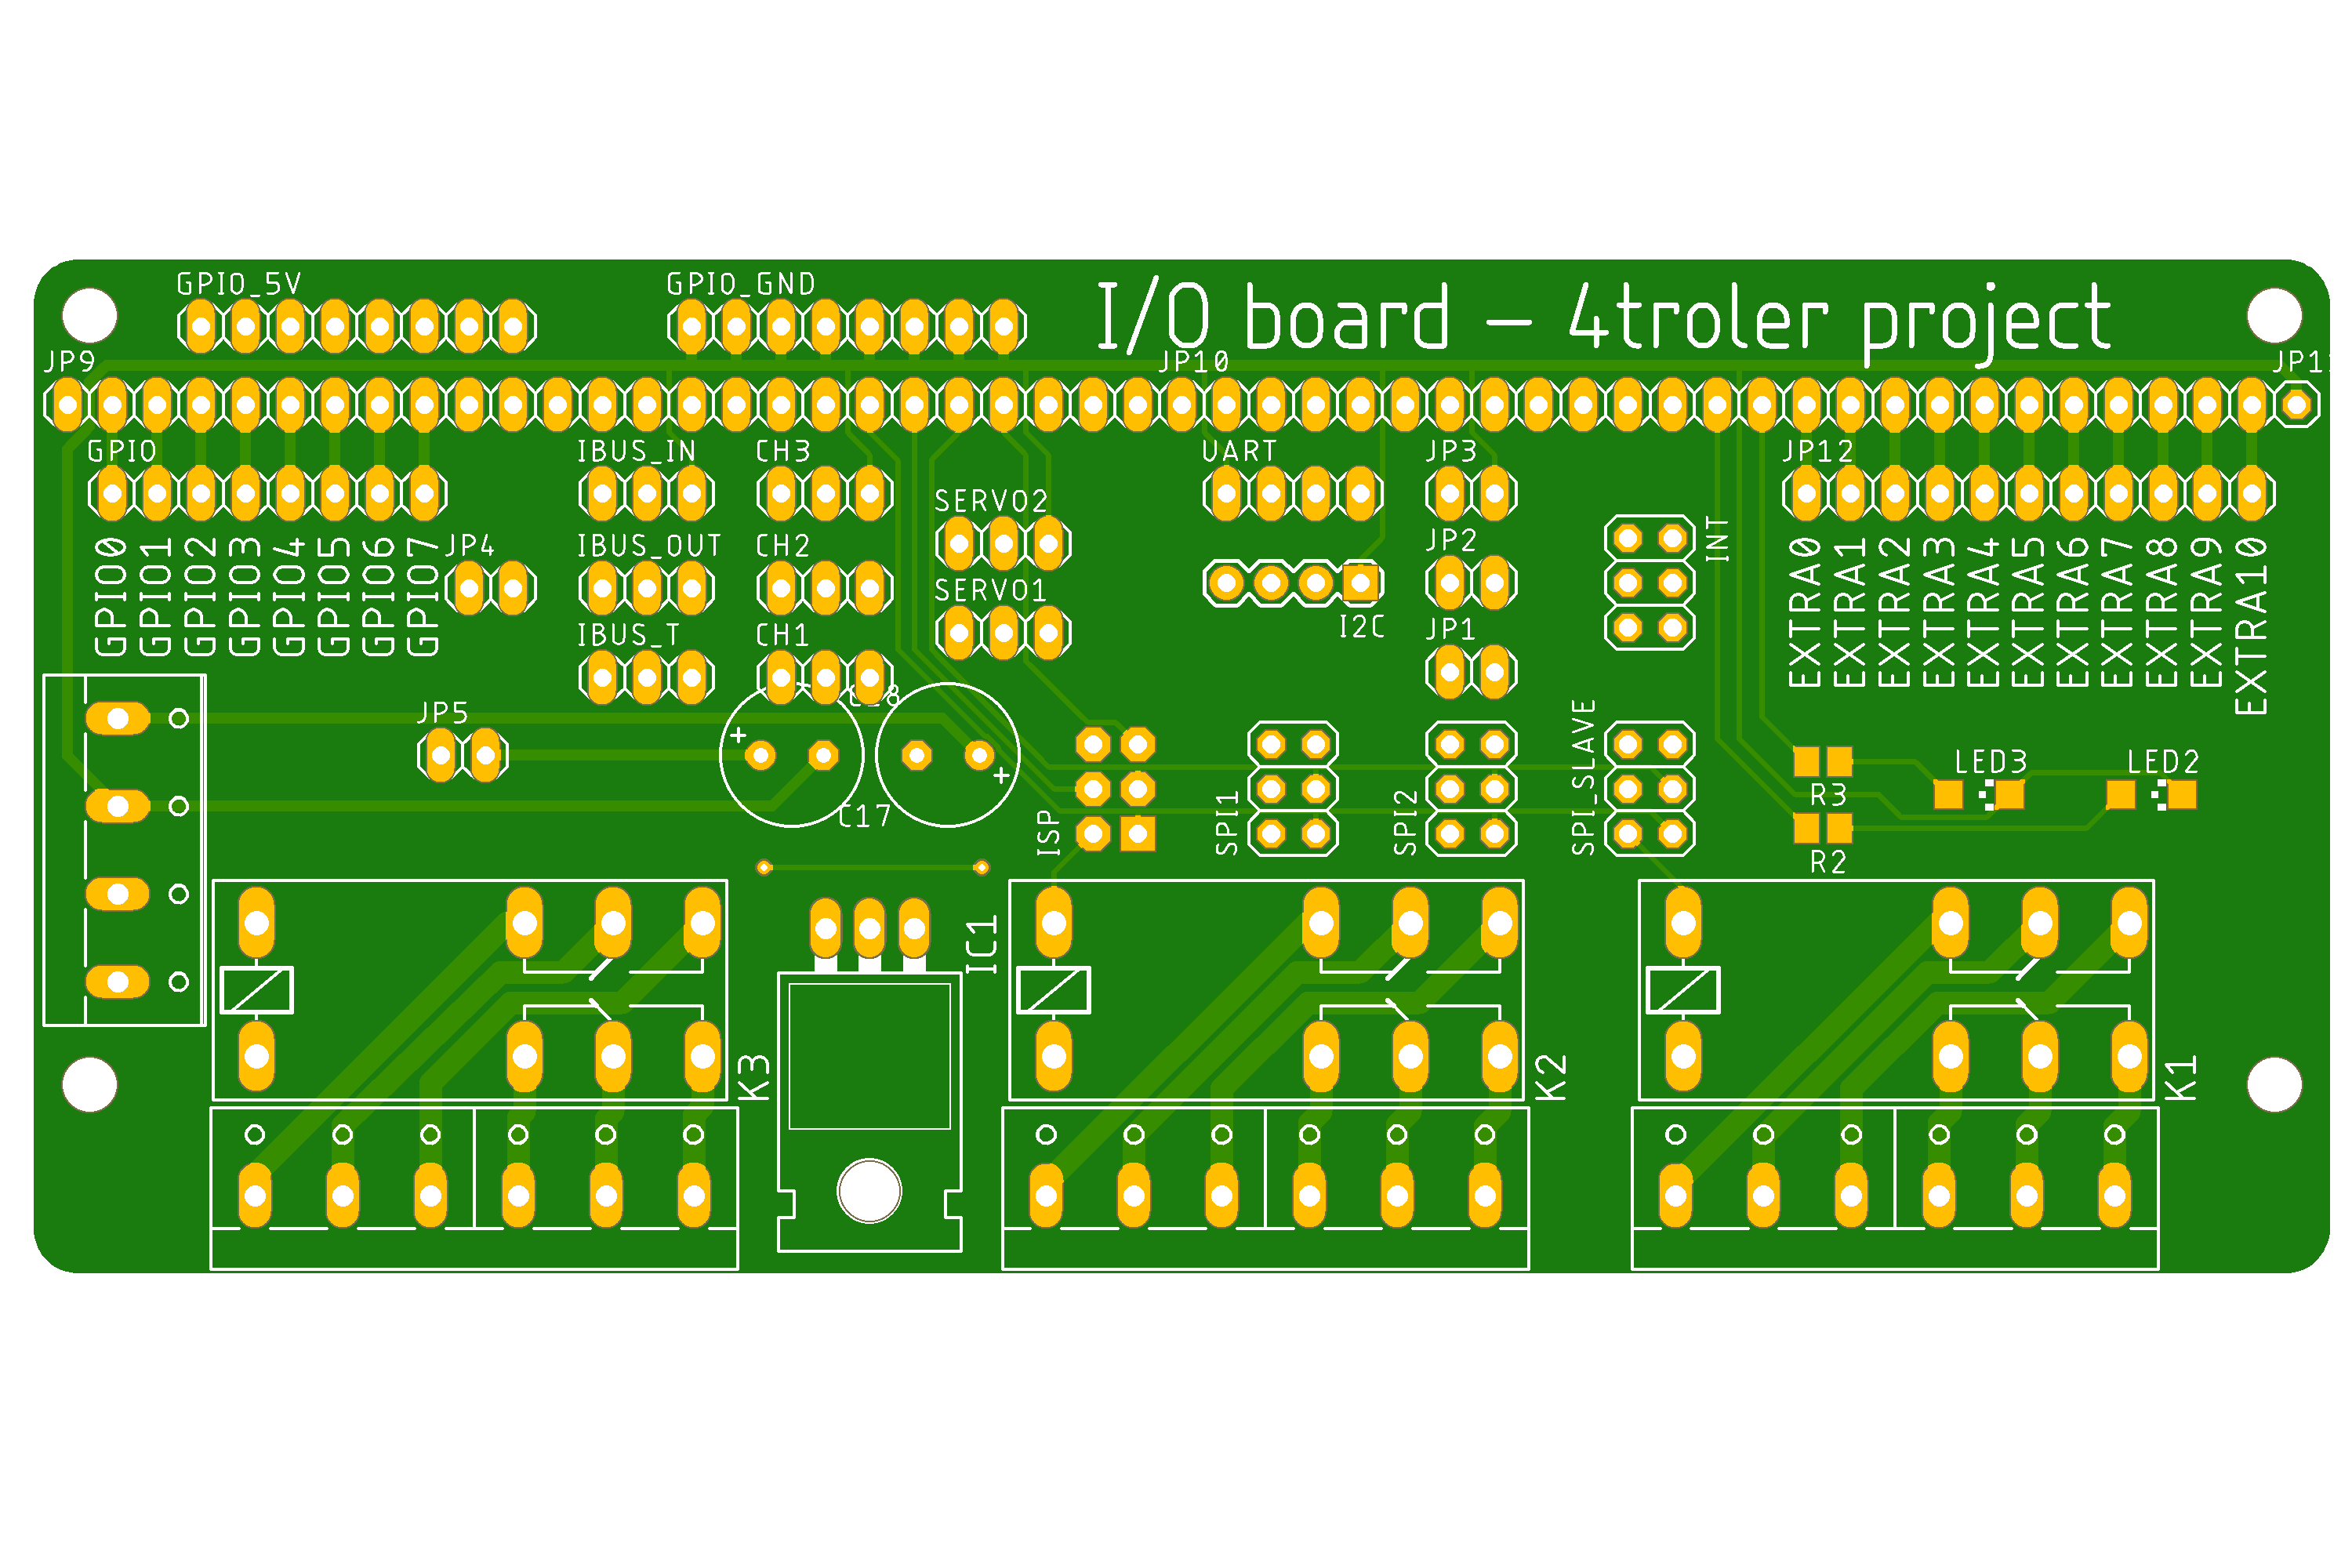 GPIO_5V
GPIO_GND
I/O board - 4troler project
JP9
JP10
JP1
GPIO
IBUS_IN
CH3
UART
JP3
JP12
SERVO2
INT
JP4
IBUS_OUT
CH2
JP2
GPIO0
GPIO1
GPIO2
GPIO3
GPIO4
GPIO5
GPIO6
GPIO7
EXTRA0
EXTRA1
EXTRA2
EXTRA3
EXTRA4
EXTRA5
EXTRA6
EXTRA7
EXTRA8
EXTRA9
EXTRA10
SERVO1
IBUS_T
CH1
I2C
JP1
JP5
+
+
C17
ISP
SPI1
SPI2
SPI_SLAVE
LED3
LED2
R3
R2
IC1
K3
K2
K1